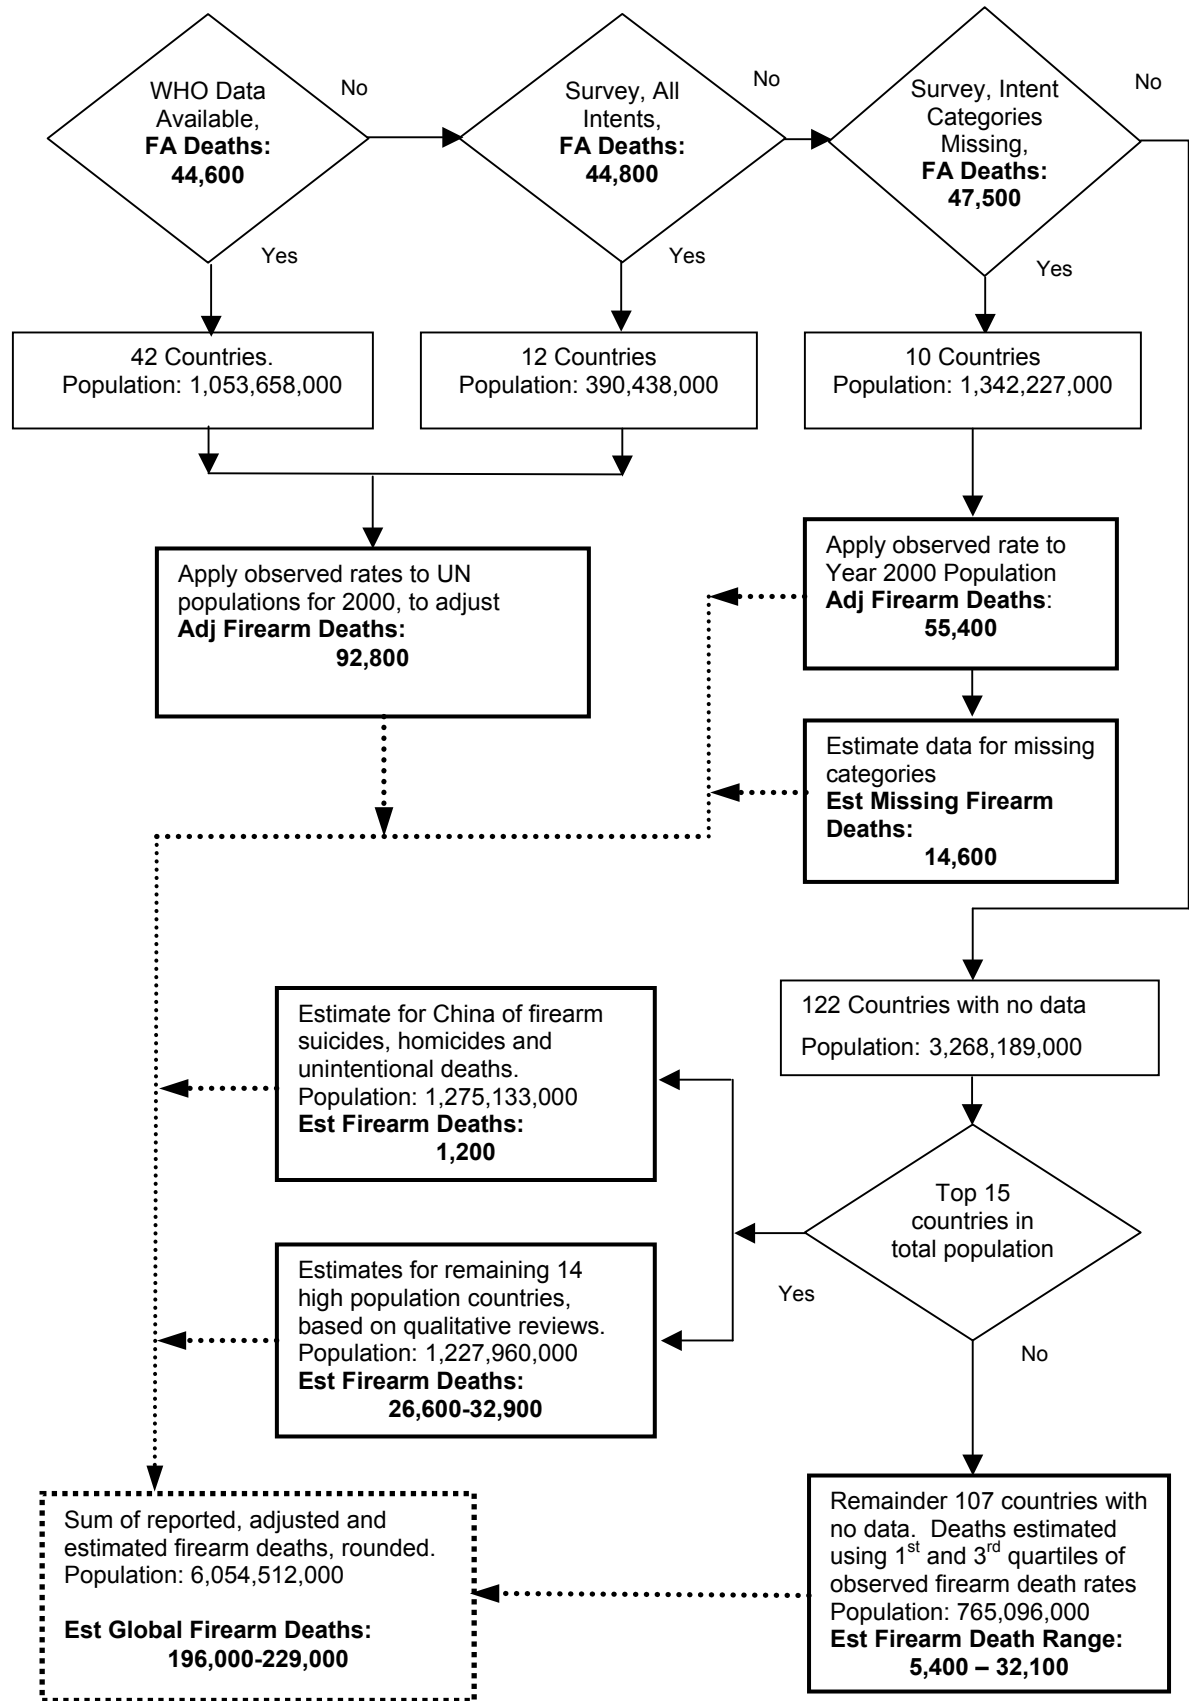 WHO Data
Available,
FA Deaths:
44,600
No
Yes
Survey, All
Intents,
FA Deaths:
44,800
No
Yes
Survey, Intent
Categories
Missing,
FA Deaths:
47,500
No
Yes
42 Countries.
Population: 1,053,658,000
12 Countries
Population: 390,438,000
10 Countries
Population: 1,342,227,000
Apply observed rates to UN
populations for 2000, to adjust
Adj Firearm Deaths:
92,800
Apply observed rate to
Year 2000 Population
Adj Firearm Deaths:
55,400
Estimate data for missing
categories
Est Missing Firearm
Deaths:
14,600
122 Countries with no data
Population: 3,268,189,000
Estimate for China of firearm
suicides, homicides and
unintentional deaths.
Population: 1,275,133,000
Est Firearm Deaths:
1,200
Top 15
countries in
total population
Yes
No
Estimates for remaining 14
high population countries,
based on qualitative reviews.
Population: 1,227,960,000
Est Firearm Deaths:
26,600-32,900
Sum of reported, adjusted and
estimated firearm deaths, rounded.
Population: 6,054,512,000
Est Global Firearm Deaths:
196,000-229,000
Remainder 107 countries with
no data. Deaths estimated
using 1st and 3rd quartiles of
observed firearm death rates
Population: 765,096,000
Est Firearm Death Range:
5,400 – 32,100